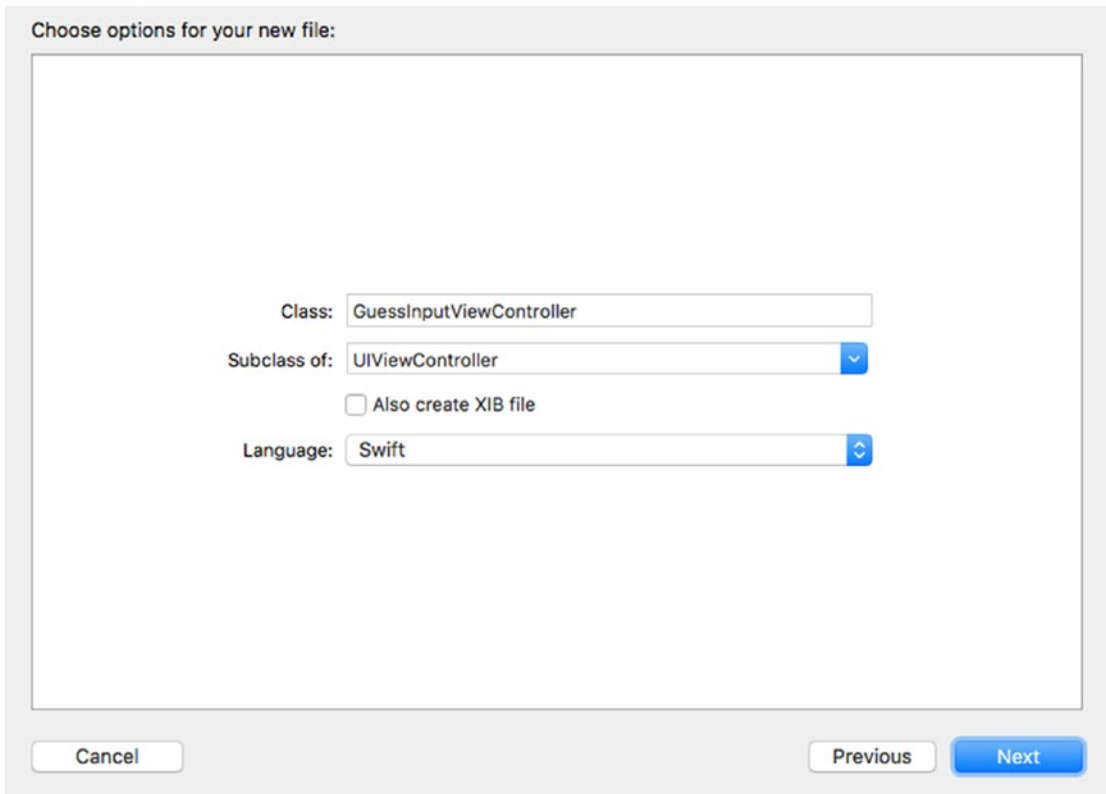 Choose options for your new file:
Class: GuessInputViewController
Subclass of: UIViewController
Also create XIB file
Language: Swift
Cancel Previous Next